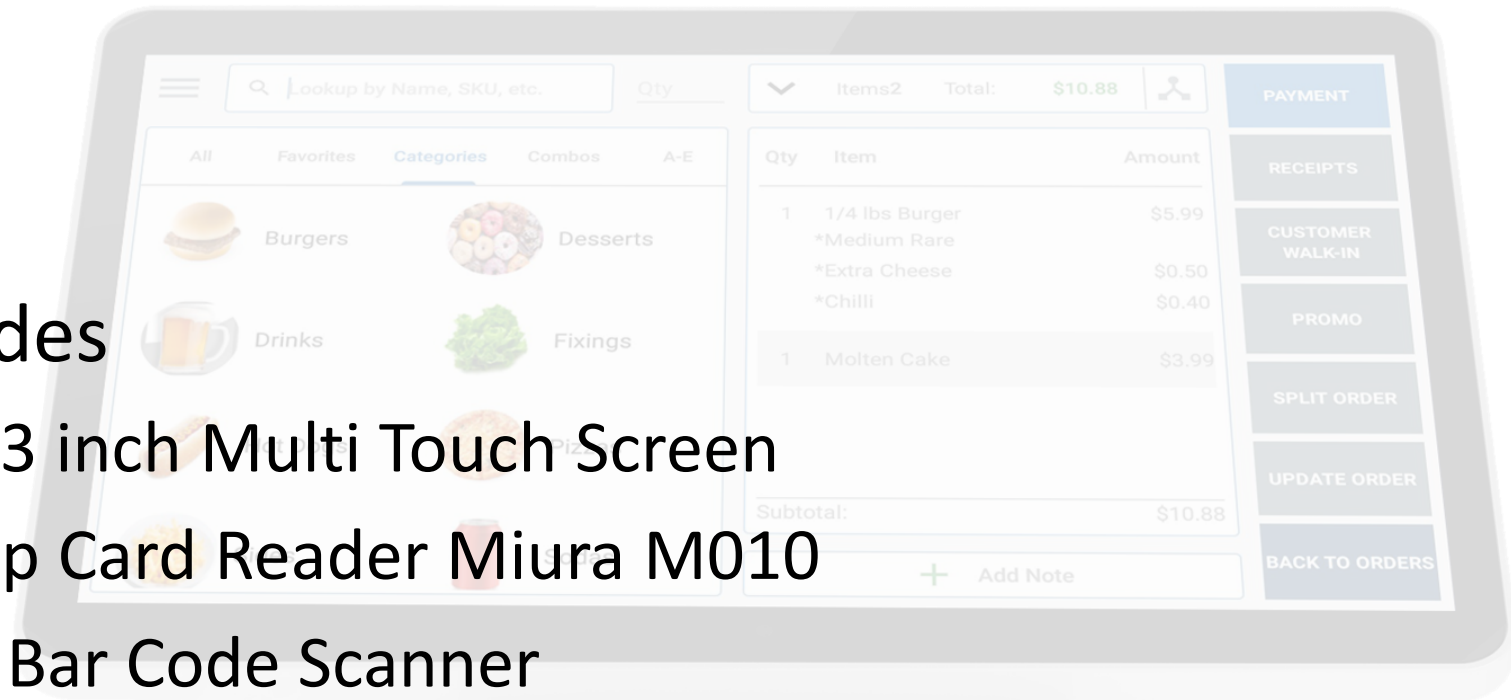 Lookup by Name, SKU, etc.
Qty
Items2 Total: $10.88
PAYMENT
All Favorites Categories Combos A-E
Qty Item Amount
RECEIPTS
1 1/4 lbs Burger $5.99
*Medium Rare
Burgers Desserts
CUSTOMER
WALK-IN
*Extra Cheese $0.50
*Chilli $0.40
PROMO
des
Drinks Fixings
1 Molten Cake $3.99
SPLIT ORDER
3 inch Multi Touch Screen
Hot Dogs
UPDATE ORDER
Subtotal: $10.88
p Card Reader Miura M010
BACK TO ORDERS
+ Add Note
Bar Code Scanner